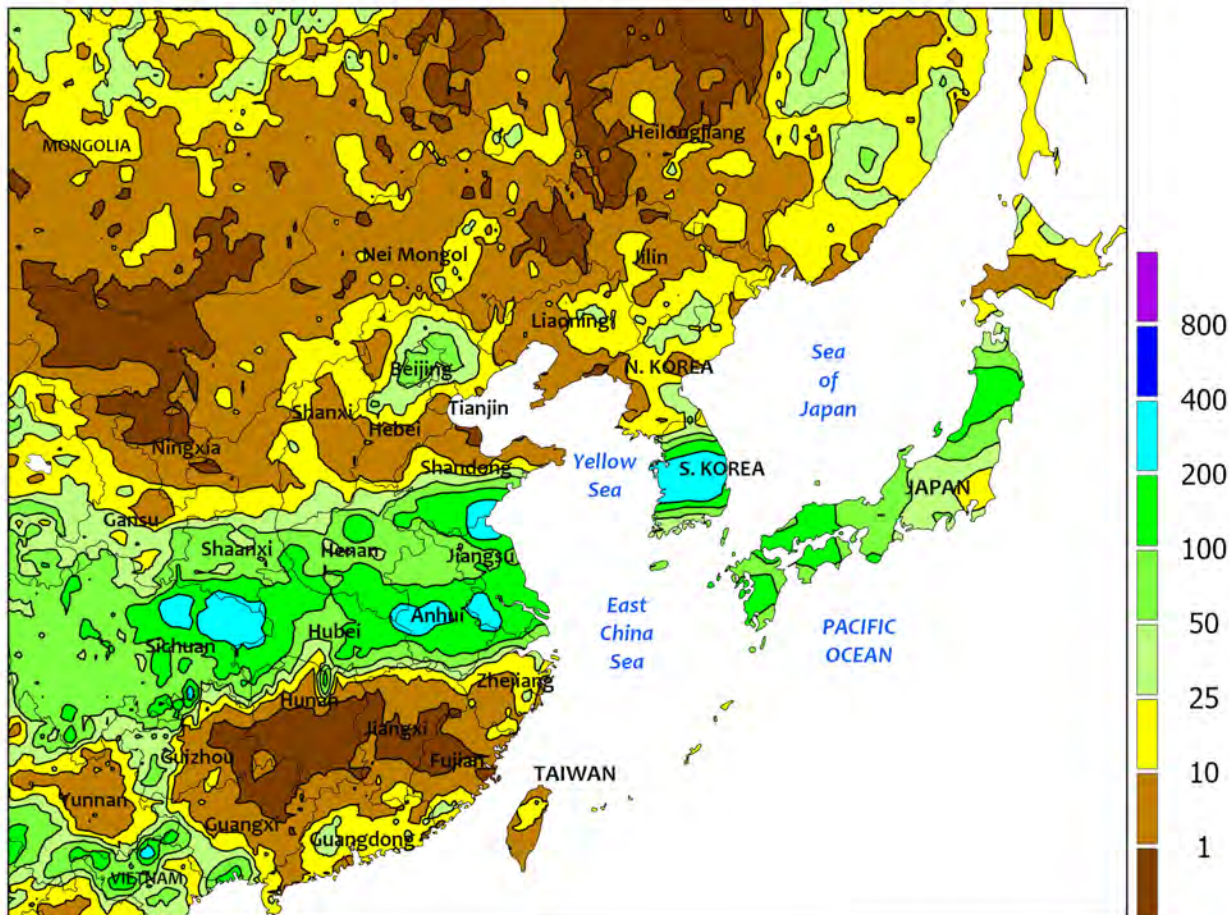 MONGOLIA
Heilongjiang
Nei Mongol
Jilin
Liaoning
Beijing
N. KOREA
Sea
of
Japan
Shanxi
Tianjin
Hebei
Ningxia
Shandong
Yellow
Sea
S. KOREA
JAPAN
Gansu
Shaanxi
Henan
Jiangsu
Anhui
Hubei
Sichuan
East
China
Sea
PACIFIC
OCEAN
Zhejiang
Hunan
Jiangxi
Guizhou
Fujian
TAIWAN
Yunnan
Guangxi
Guangdong
VIETNAM
800
400
200
100
50
25
10
1